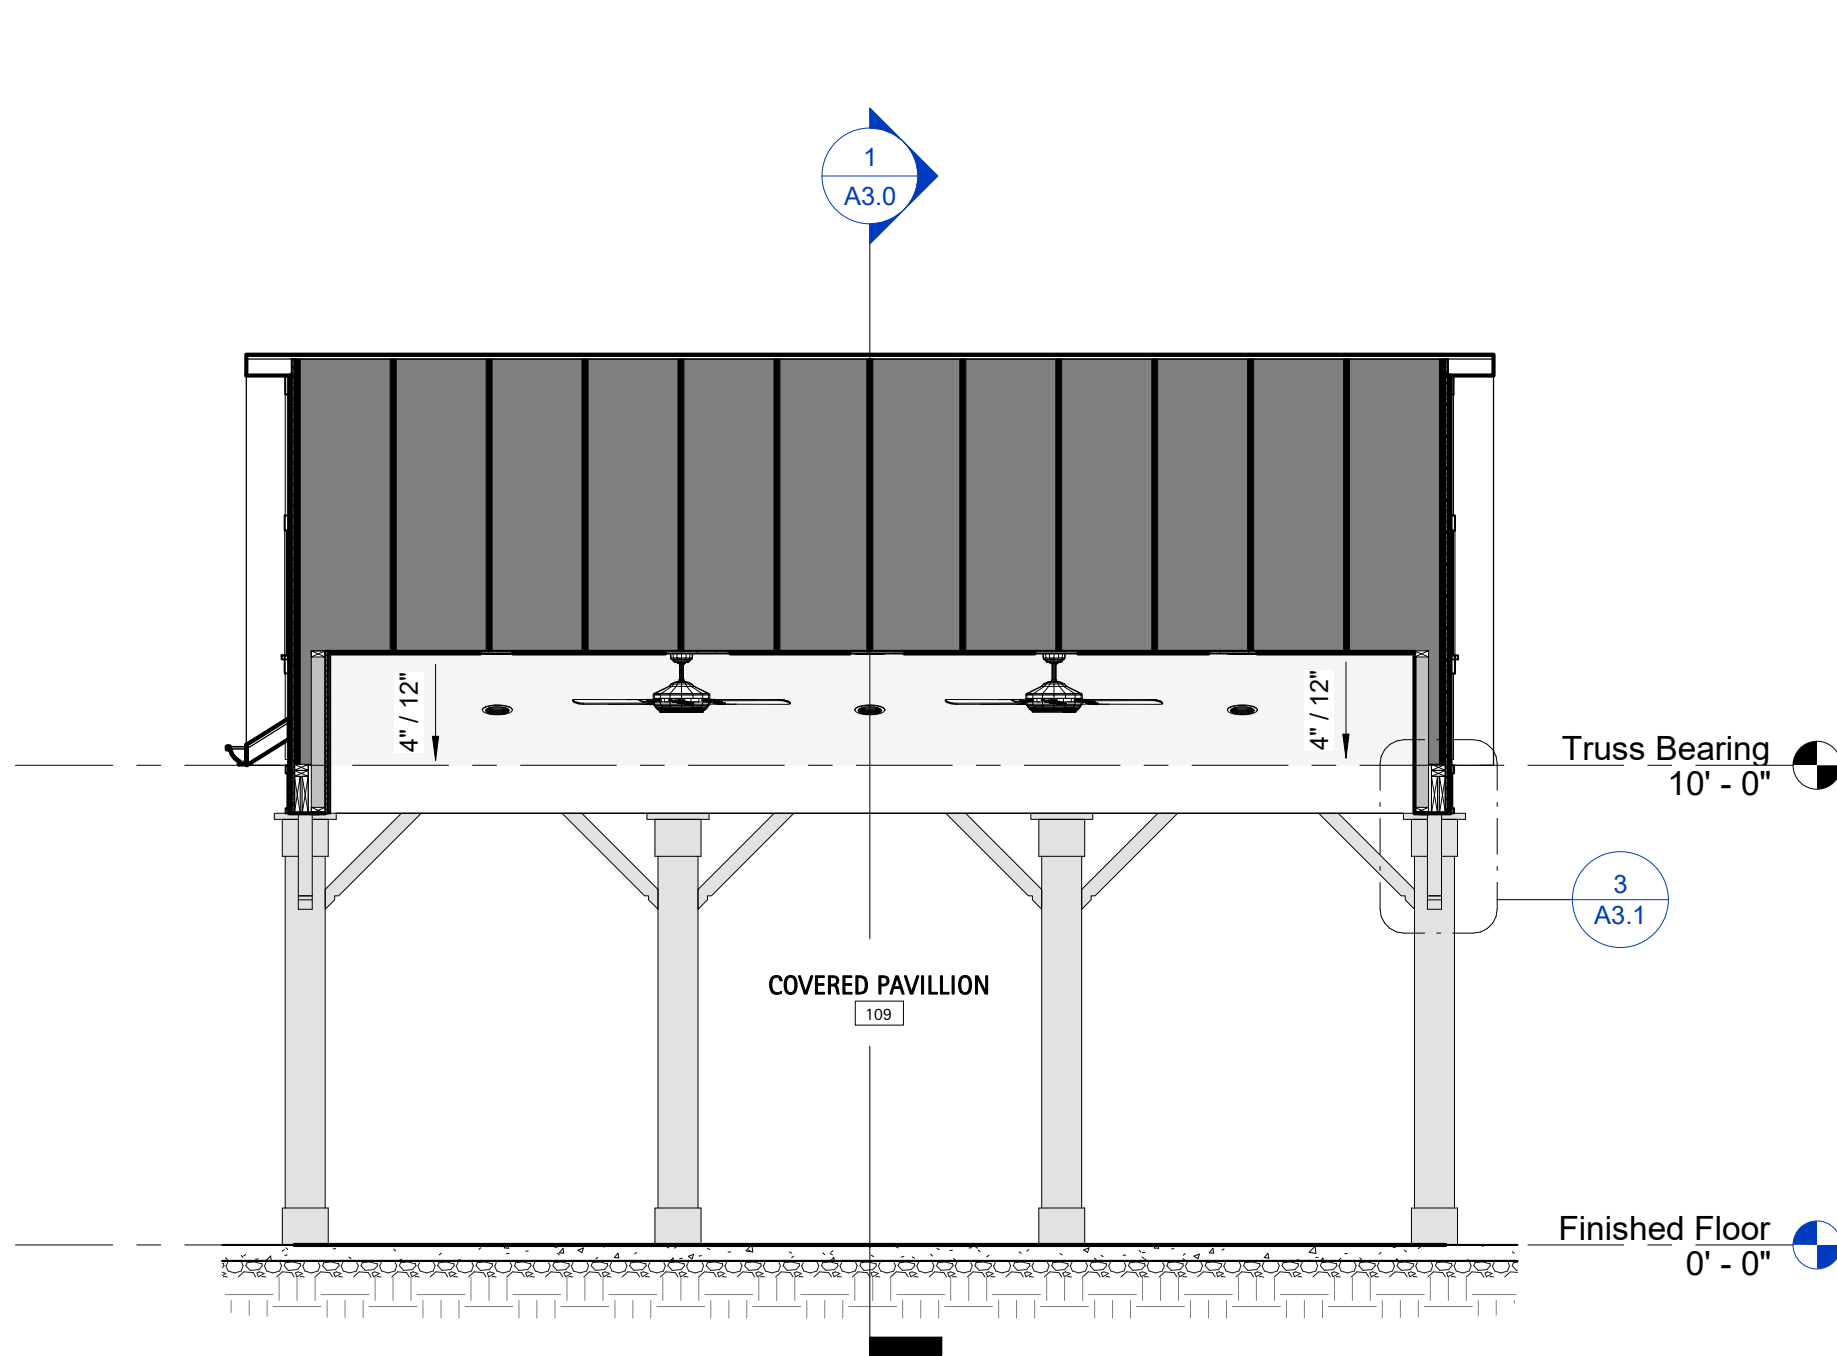 1
A3.0
4" / 12"
4" / 12"
Truss Bearing
10' - 0"
3
A3.1
COVERED PAVILLION
109
Finished Floor
0' - 0"